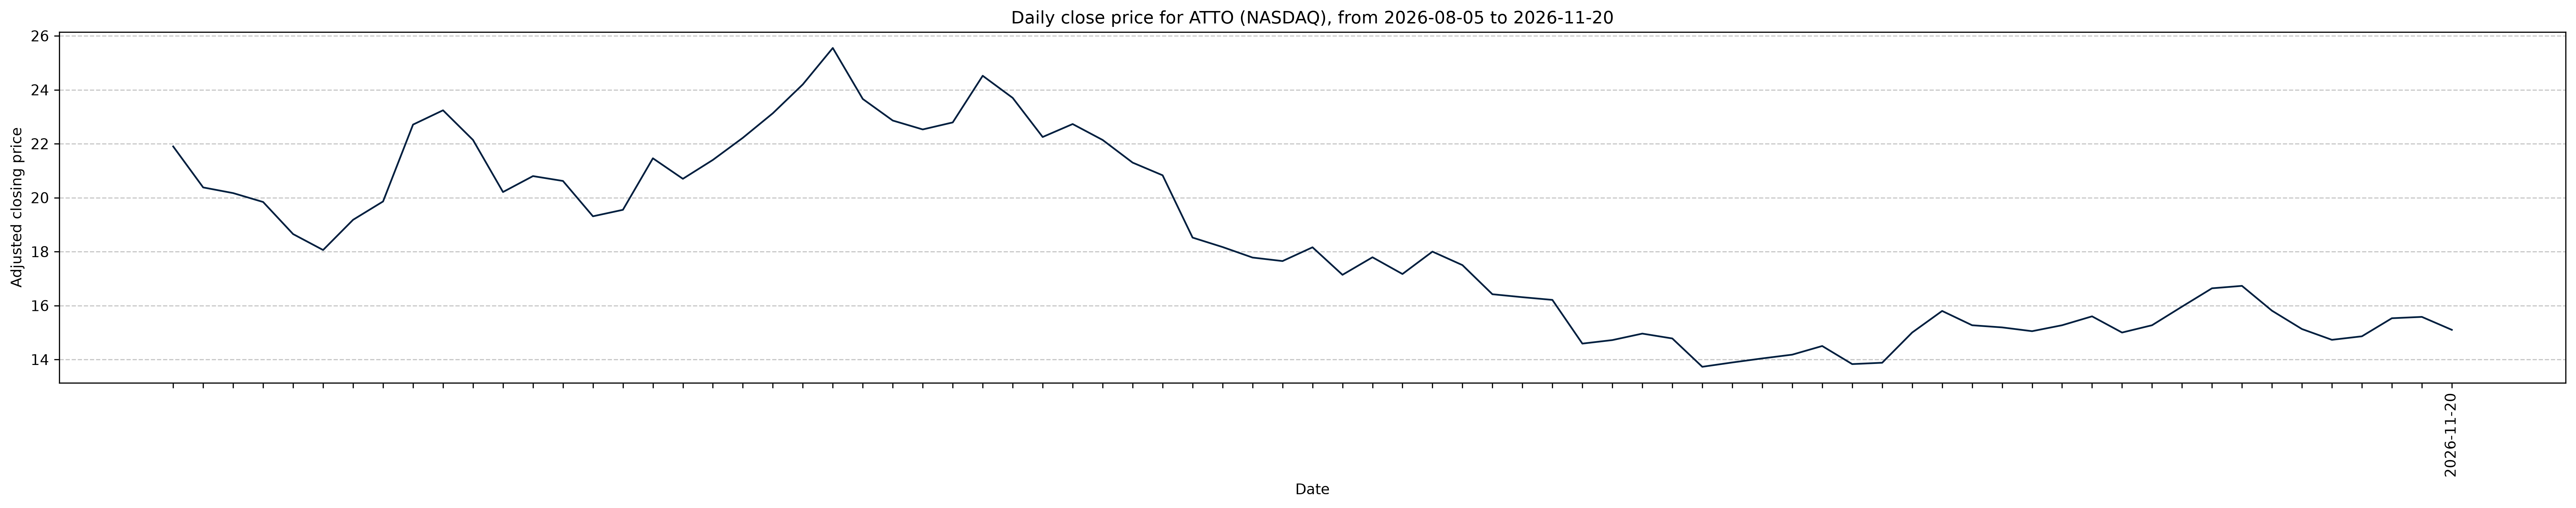 Daily close price for ATTO (NASDAQ), from 2026-08-05 to 2026-11-20
Adjusted closing price
26
24
22
20
18
16
14
2026-11-20
Date